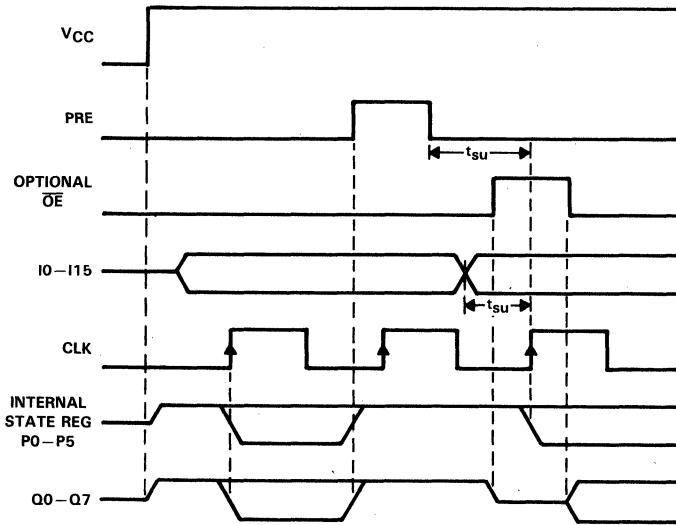 VCC
PRE
tsu
OPTIONAL
OE
I0–I15
tsu
CLK
INTERNAL
STATE REG
P0–P5
Q0–Q7